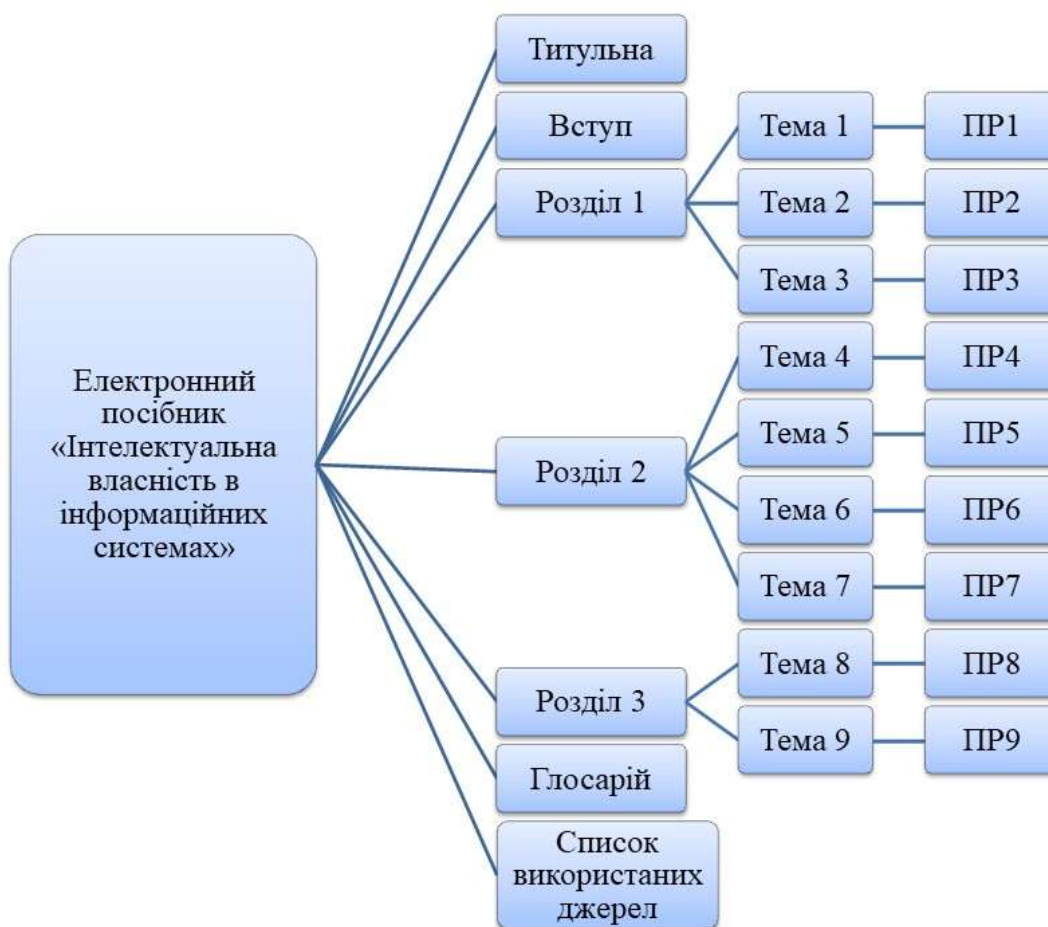 Електронний
посібник
«Інтелектуальна
власність в
інформаційних
системах»
Титульна
Вступ
Розділ 1
Тема 1
ПР1
Тема 2
ПР2
Тема 3
ПР3
Розділ 2
Тема 4
ПР4
Тема 5
ПР5
Тема 6
ПР6
Тема 7
ПР7
Розділ 3
Тема 8
ПР8
Тема 9
ПР9
Глосарій
Список
використаних
джерел